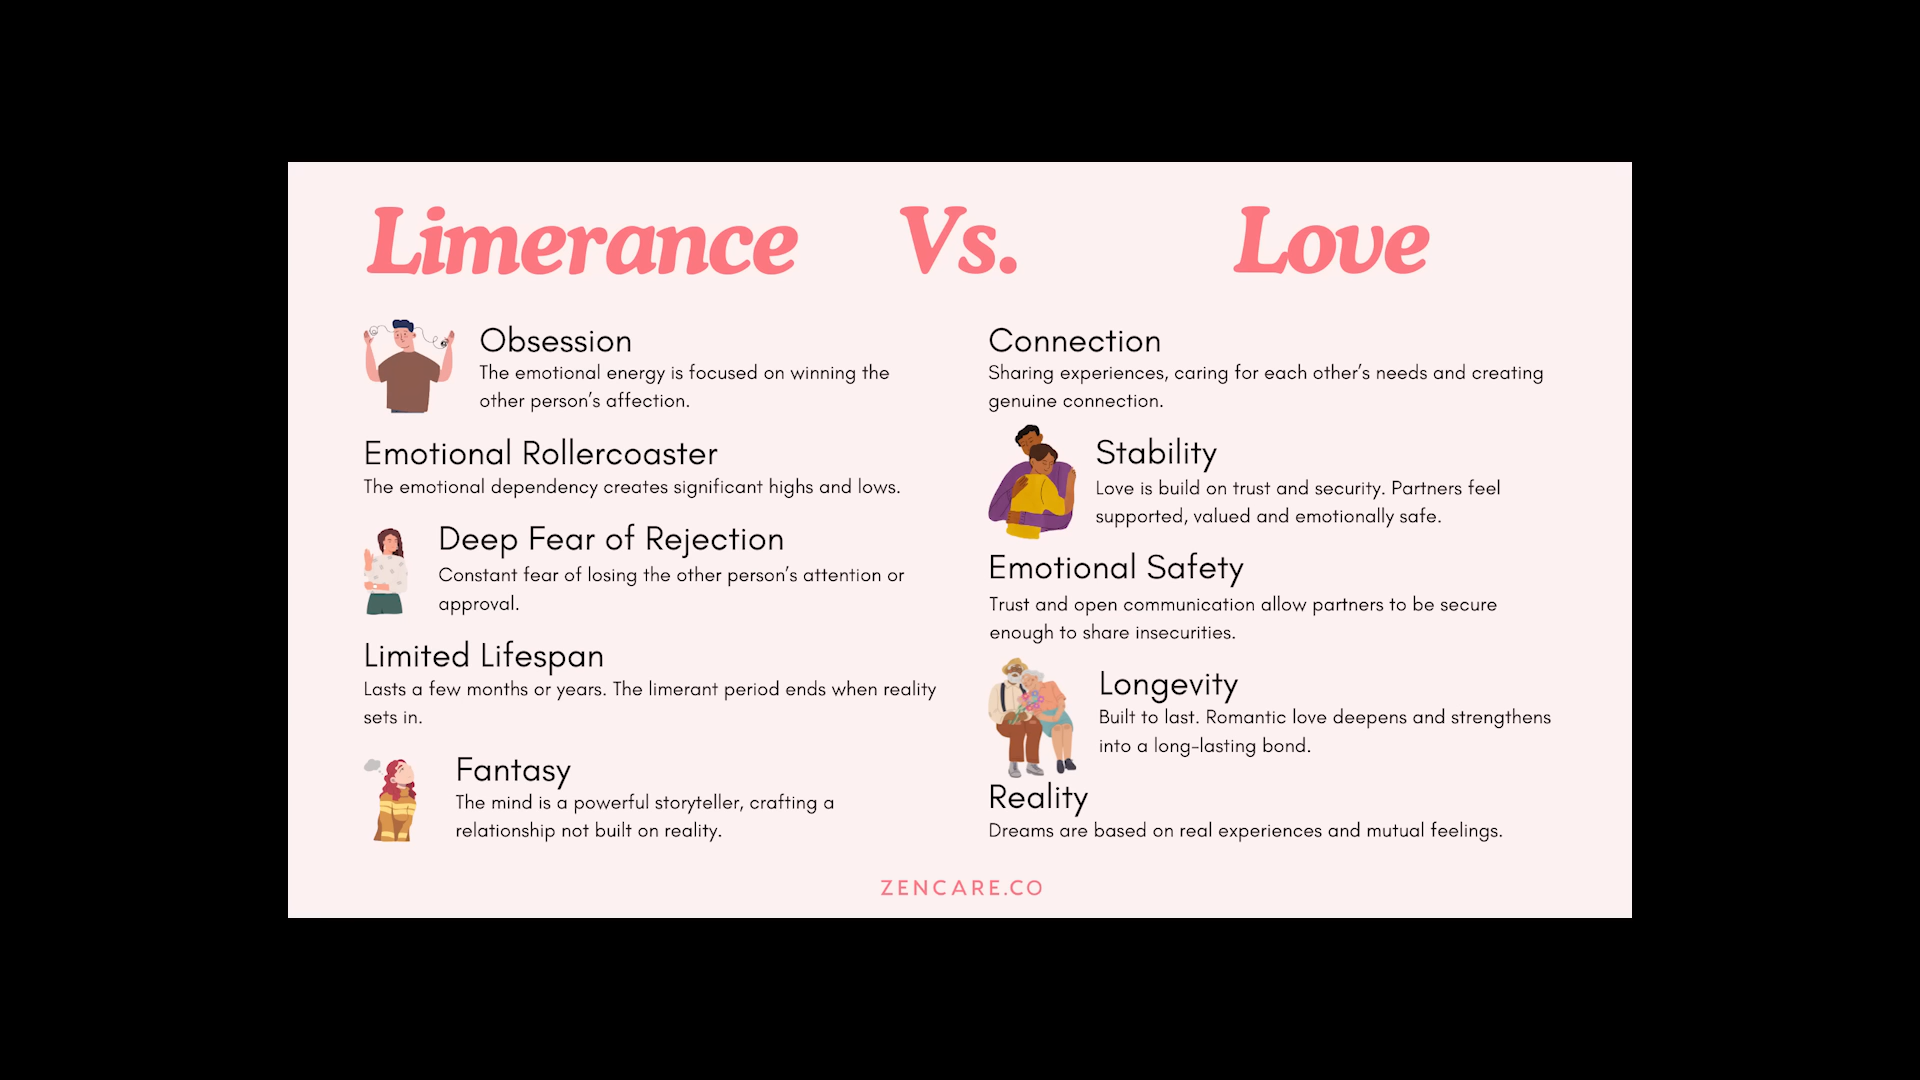 Limerance Vs. Love
Obsession
The emotional energy is focused on winning the
other person's affection.
Emotional Rollercoaster
The emotional dependency creates significant highs and lows.
Deep Fear of Rejection
Constant fear of losing the other person's attention or
approval.
Limited Lifespan
Lasts a few months or years. The limerant period ends when reality
sets in.
Fantasy
The mind is a powerful storyteller, crafting a
relationship not built on reality.
Connection
Sharing experiences, caring for each other's needs and creating
genuine connection.
Stability
Love is build on trust and security. Partners feel
supported, valued and emotionally safe.
Emotional Safety
Trust and open communication allow partners to be secure
enough to share insecurities.
Longevity
Built to last. Romantic love deepens and strengthens
into a long-lasting bond.
Reality
Dreams are based on real experiences and mutual feelings.
ZENCARE.CO